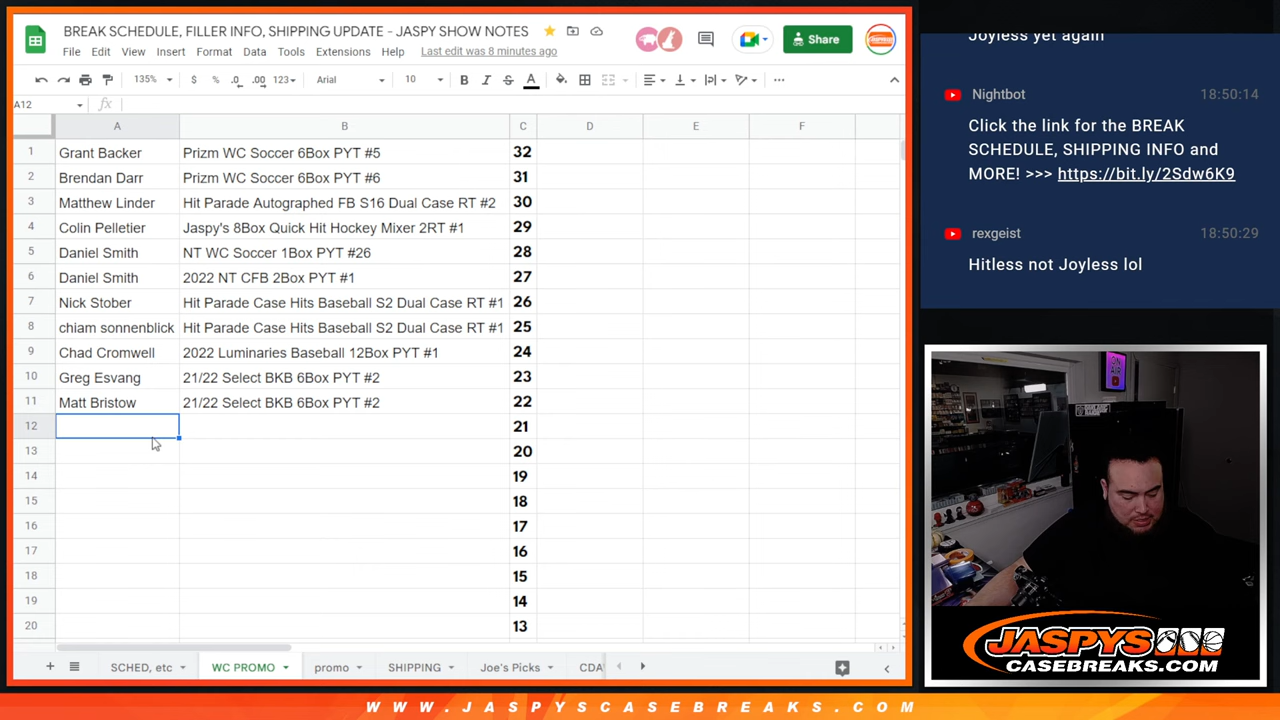 BREAK SCHEDULE, FILLER INFO, SHIPPING UPDATE - JASPY SHOW NOTES
Share
File Edit View Insert Format Data Tools Extensions Help Last edit was 8 minutes ago
135% $ % .0 .00 123 Arial 10 B I S A
A12 fx
A B C D E F
1 Grant Backer Prizm WC Soccer 6Box PYT #5 32
2 Brendan Darr Prizm WC Soccer 6Box PYT #6 31
3 Matthew Linder Hit Parade Autographed FB S16 Dual Case RT #2 30
4 Colin Pelletier Jaspy's 8Box Quick Hit Hockey Mixer 2RT #1 29
5 Daniel Smith NT WC Soccer 1Box PYT #26 28
6 Daniel Smith 2022 NT CFB 2Box PYT #1 27
7 Nick Stober Hit Parade Case Hits Baseball S2 Dual Case RT #1 26
8 chiam sonnenblick Hit Parade Case Hits Baseball S2 Dual Case RT #1 25
9 Chad Cromwell 2022 Luminaries Baseball 12Box PYT #1 24
10 Greg Esvang 21/22 Select BKB 6Box PYT #2 23
11 Matt Bristow 21/22 Select BKB 6Box PYT #2 22
12 21
13 20
14 19
15 18
16 17
17 16
18 15
19 14
20 13
SCHED, etc WC PROMO promo SHIPPING Joe's Picks CDA
Joyless yet again
Nightbot 18:50:14
Click the link for the BREAK
SCHEDULE, SHIPPING INFO and
MORE! >>> https://bit.ly/2Sdw6K9
rexgeist 18:50:29
Hitless not Joyless lol
ON AIR
JASPYS
CASEBREAKS.COM
WWW.JASPYSCASEBREAKS.COM